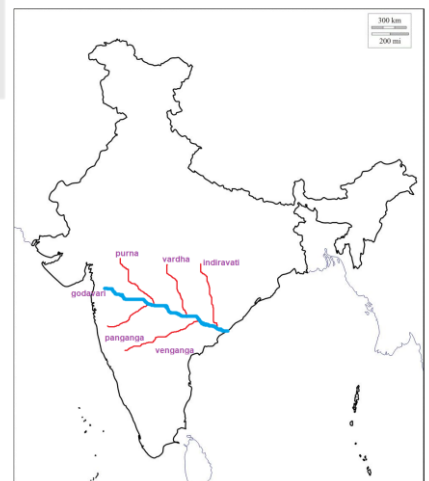 300 km
200 mi
purna
vardha
indiravati
godavari
panganga
venganga